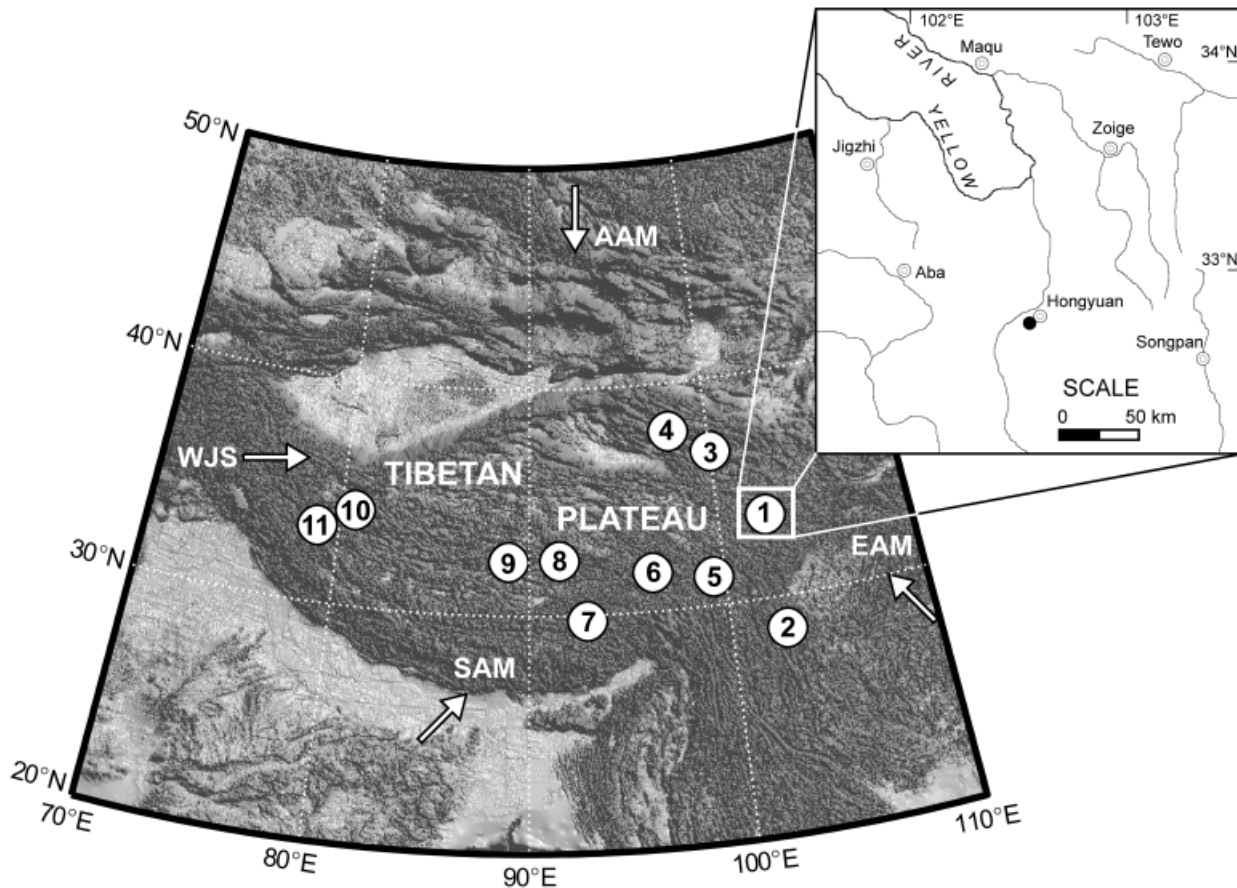 102°E
103°E
Maqu
Tewo
34°N
RIVER
YELLOW
Zoige
Jigzhi
33°N
Aba
Hongyuan
Songpan
SCALE
0 50 km
50°N
AAM
40°N
4
3
WJS
TIBETAN
10
11
PLATEAU
1
EAM
30°N
9
8
6
5
7
2
SAM
20°N
70°E
80°E
90°E
100°E
110°E